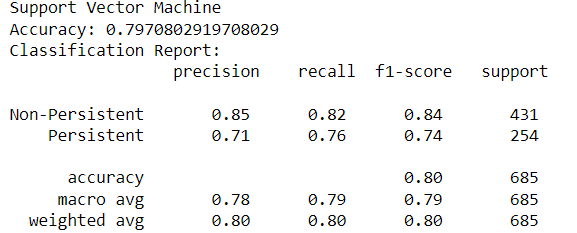 Support Vector Machine
Accuracy: 0.7970802919708029
Classification Report:
precision recall f1-score support
Non-Persistent 0.85 0.82 0.84 431
Persistent 0.71 0.76 0.74 254
accuracy 0.80 685
macro avg 0.78 0.79 0.79 685
weighted avg 0.80 0.80 0.80 685